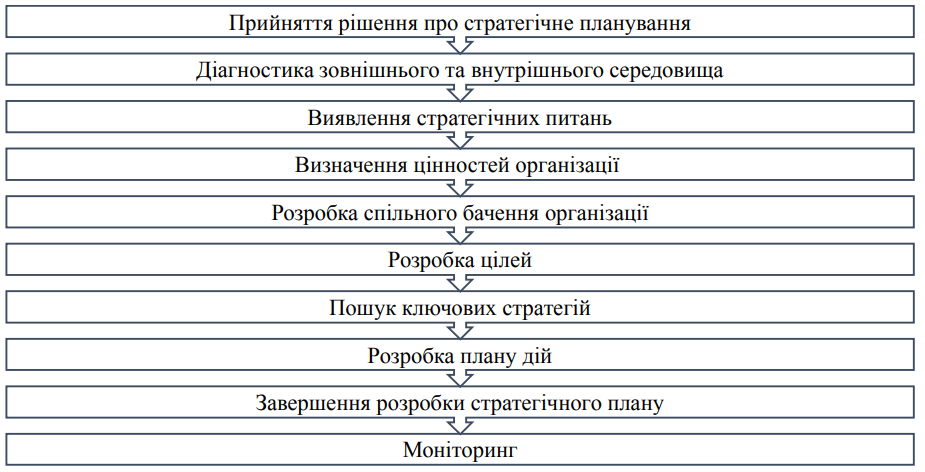 Прийняття рішення про стратегічне планування
Діагностика зовнішнього та внутрішнього середовища
Виявлення стратегічних питань
Визначення цінностей організації
Розробка спільного бачення організації
Розробка цілей
Пошук ключових стратегій
Розробка плану дій
Завершення розробки стратегічного плану
Моніторинг